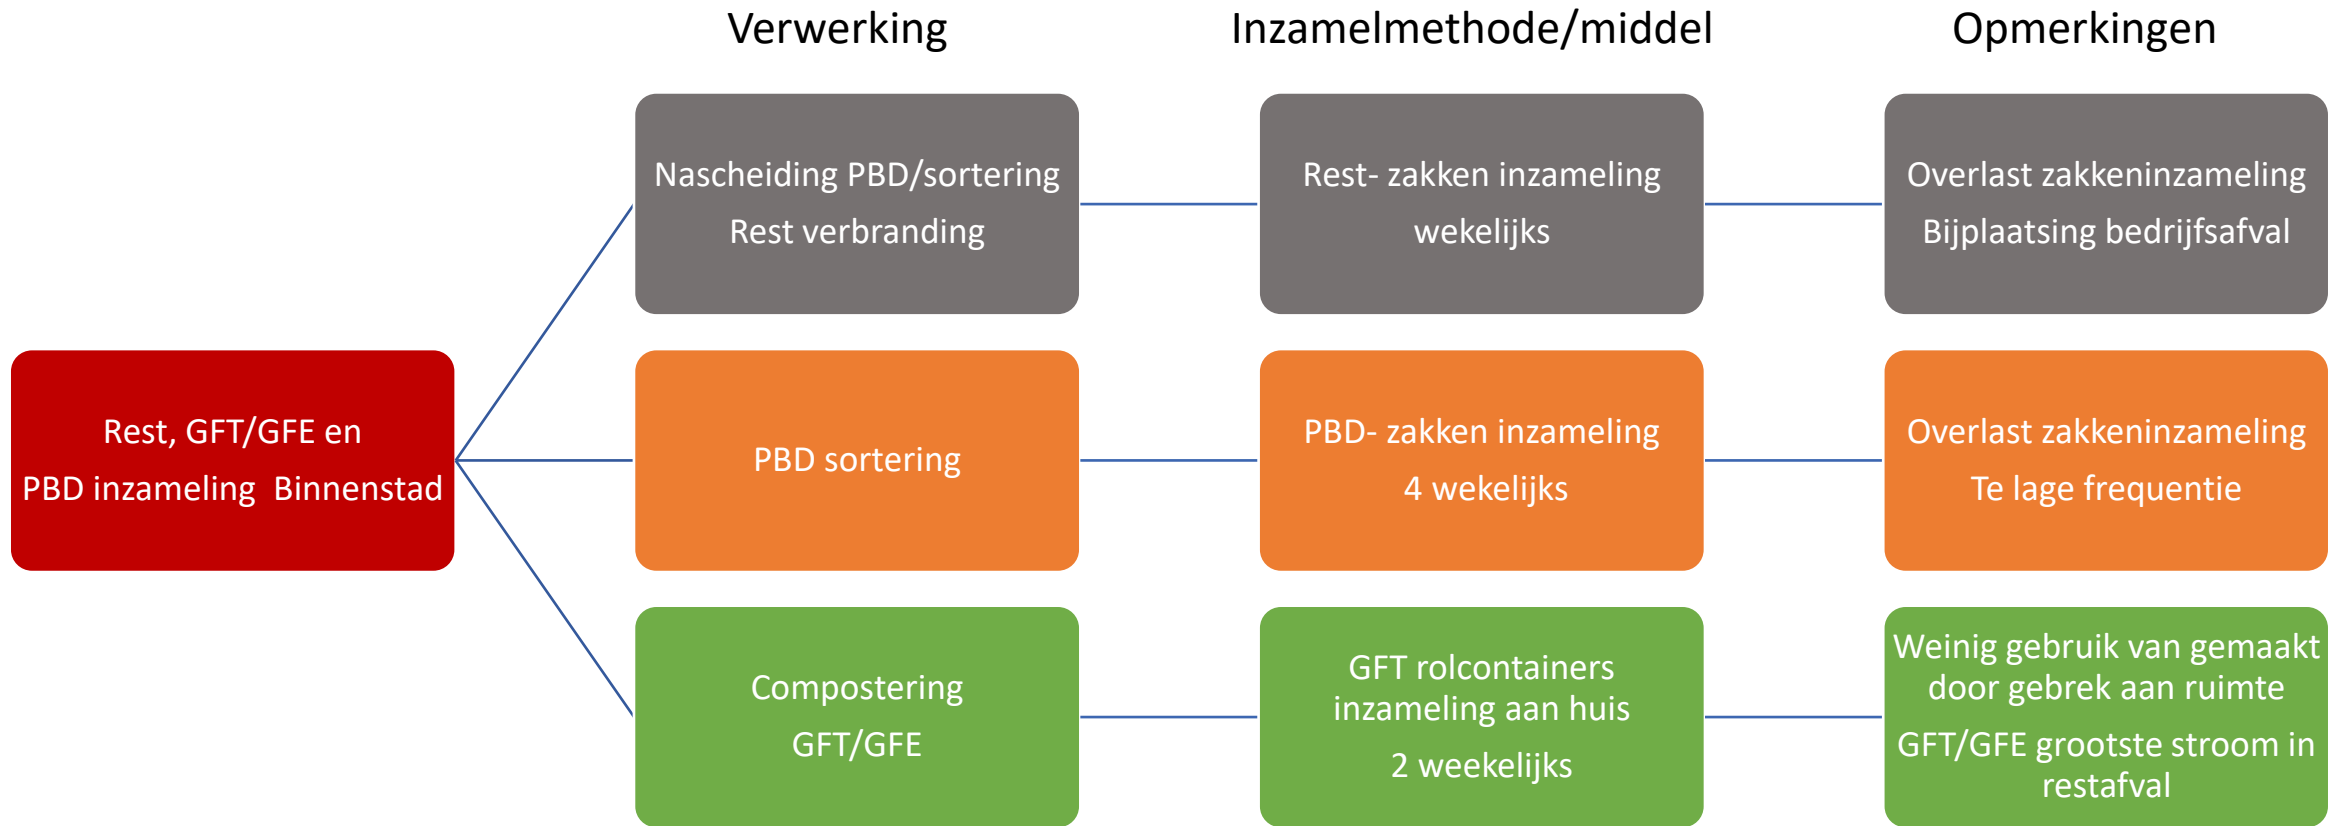 Verwerking
Inzamelmethode/middel
Opmerkingen
Nascheiding PBD/sortering
Rest verbranding
Rest- zakken inzameling
wekelijks
Overlast zakkeninzameling
Bijplaatsing bedrijfsafval
Rest, GFT/GFE en
PBD inzameling Binnenstad
PBD sortering
PBD- zakken inzameling
4 wekelijks
Overlast zakkeninzameling
Te lage frequentie
Compostering
GFT/GFE
GFT rolcontainers
inzameling aan huis
2 weekelijks
Weinig gebruik van gemaakt
door gebrek aan ruimte
GFT/GFE grootste stroom in
restafval